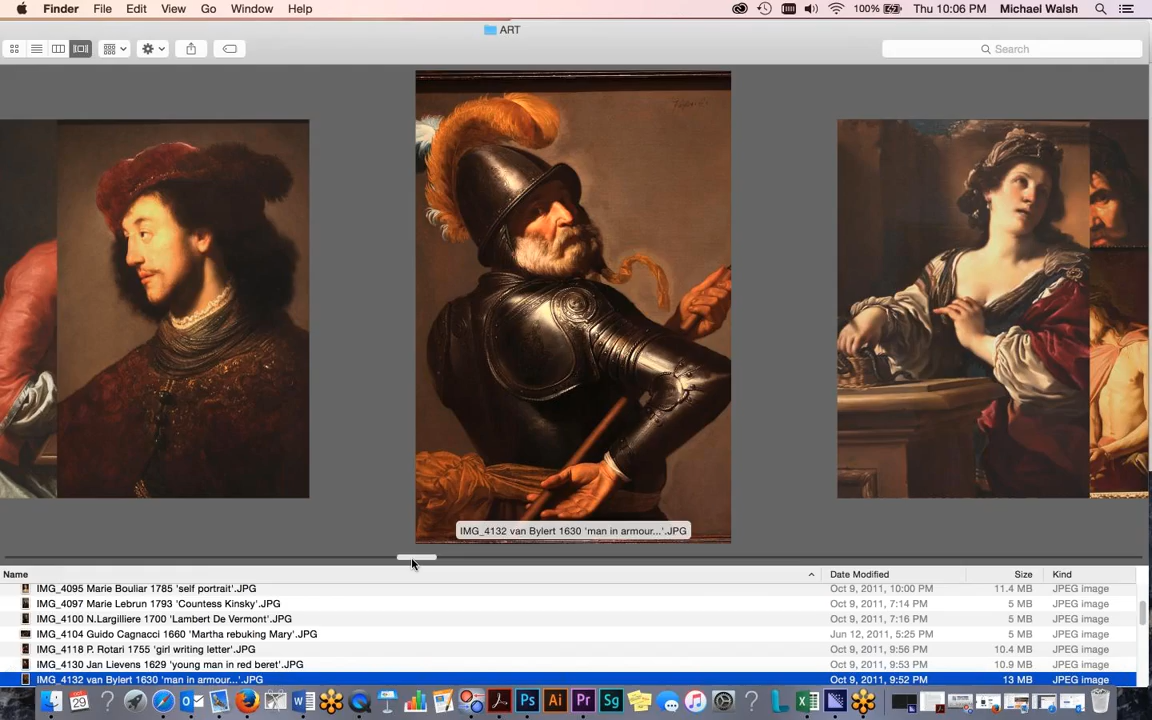 Finder File Edit View Go Window Help 100% Thu 10:06 PM Michael Walsh
ART
Search
IMG_4132 van Bylert 1630 'man in armour...'.JPG
Name Date Modified Size Kind
IMG_4095 Marie Bouliar 1785 'self portrait'.JPG Oct 9, 2011, 10:00 PM 11.4 MB JPEG image
IMG_4097 Marie Lebrun 1793 'Countess Kinsky'.JPG Oct 9, 2011, 7:14 PM 5 MB JPEG image
IMG_4100 N.Largilliere 1700 'Lambert De Vermont'.JPG Oct 9, 2011, 7:16 PM 5 MB JPEG image
IMG_4104 Guido Cagnacci 1660 'Martha rebuking Mary'.JPG Jun 12, 2011, 5:25 PM 5 MB JPEG image
IMG_4118 P. Rotari 1755 'girl writing letter'.JPG Oct 9, 2011, 9:56 PM 10.4 MB JPEG image
IMG_4130 Jan Lievens 1629 'young man in red beret'.JPG Oct 9, 2011, 9:53 PM 10.9 MB JPEG image
IMG_4132 van Bylert 1630 'man in armour...'.JPG Oct 9, 2011, 9:52 PM 13 MB JPEG image
29 ? W Ps Ai Pr Sg ? L X